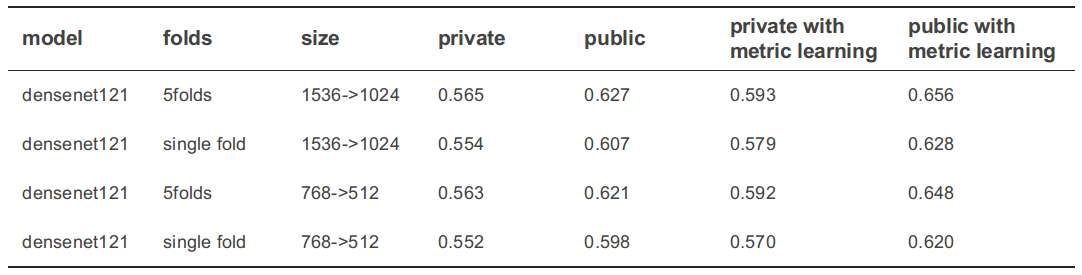 model folds size private public private with metric learning public with metric learning
densenet121 5folds 1536->1024 0.565 0.627 0.593 0.656
densenet121 single fold 1536->1024 0.554 0.607 0.579 0.628
densenet121 5folds 768->512 0.563 0.621 0.592 0.648
densenet121 single fold 768->512 0.552 0.598 0.570 0.620